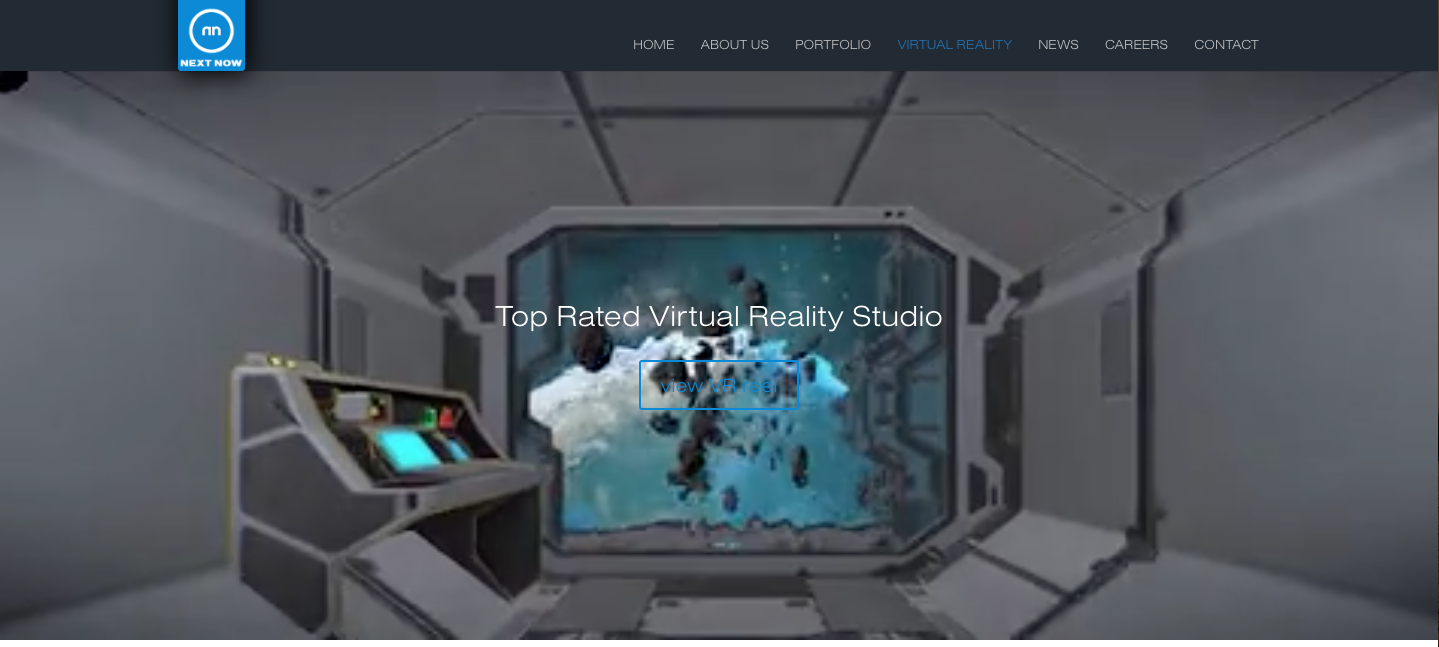 NEXT NOW
HOME ABOUT US PORTFOLIO VIRTUAL REALITY NEWS CAREERS CONTACT
Top Rated Virtual Reality Studio
view VR reel